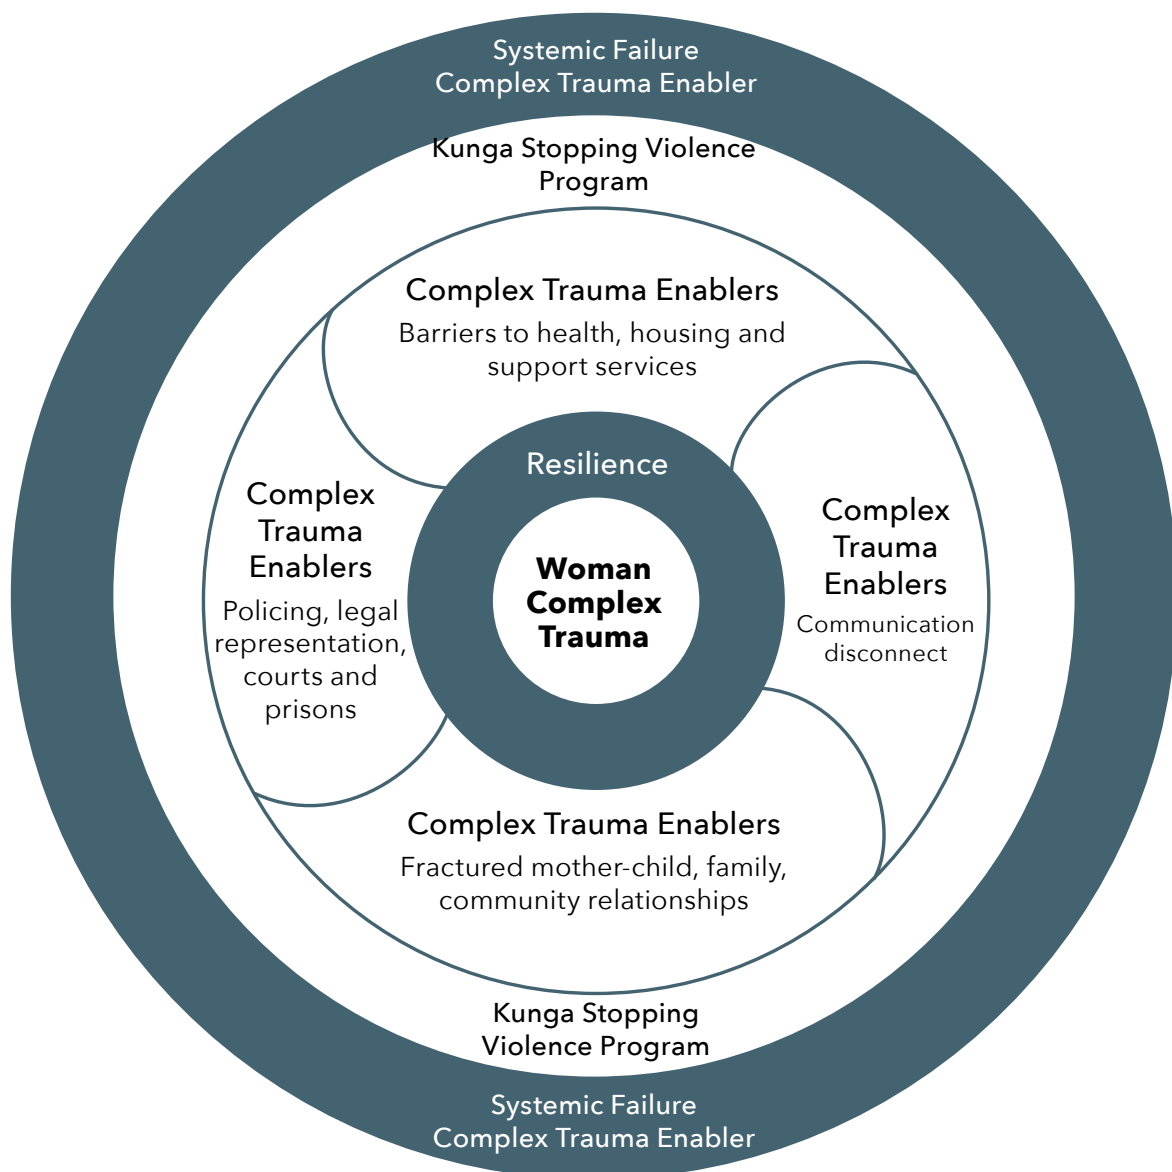 Systemic Failure
Complex Trauma Enabler
Kunga Stopping Violence
Program
Complex Trauma Enablers
Barriers to health, housing and
support services
Resilience
Complex
Trauma
Enablers
Policing, legal
representation,
courts and
prisons
Woman
Complex
Trauma
Complex
Trauma
Enablers
Communication
disconnect
Complex Trauma Enablers
Fractured mother-child, family,
community relationships
Kunga Stopping
Violence Program
Systemic Failure
Complex Trauma Enabler